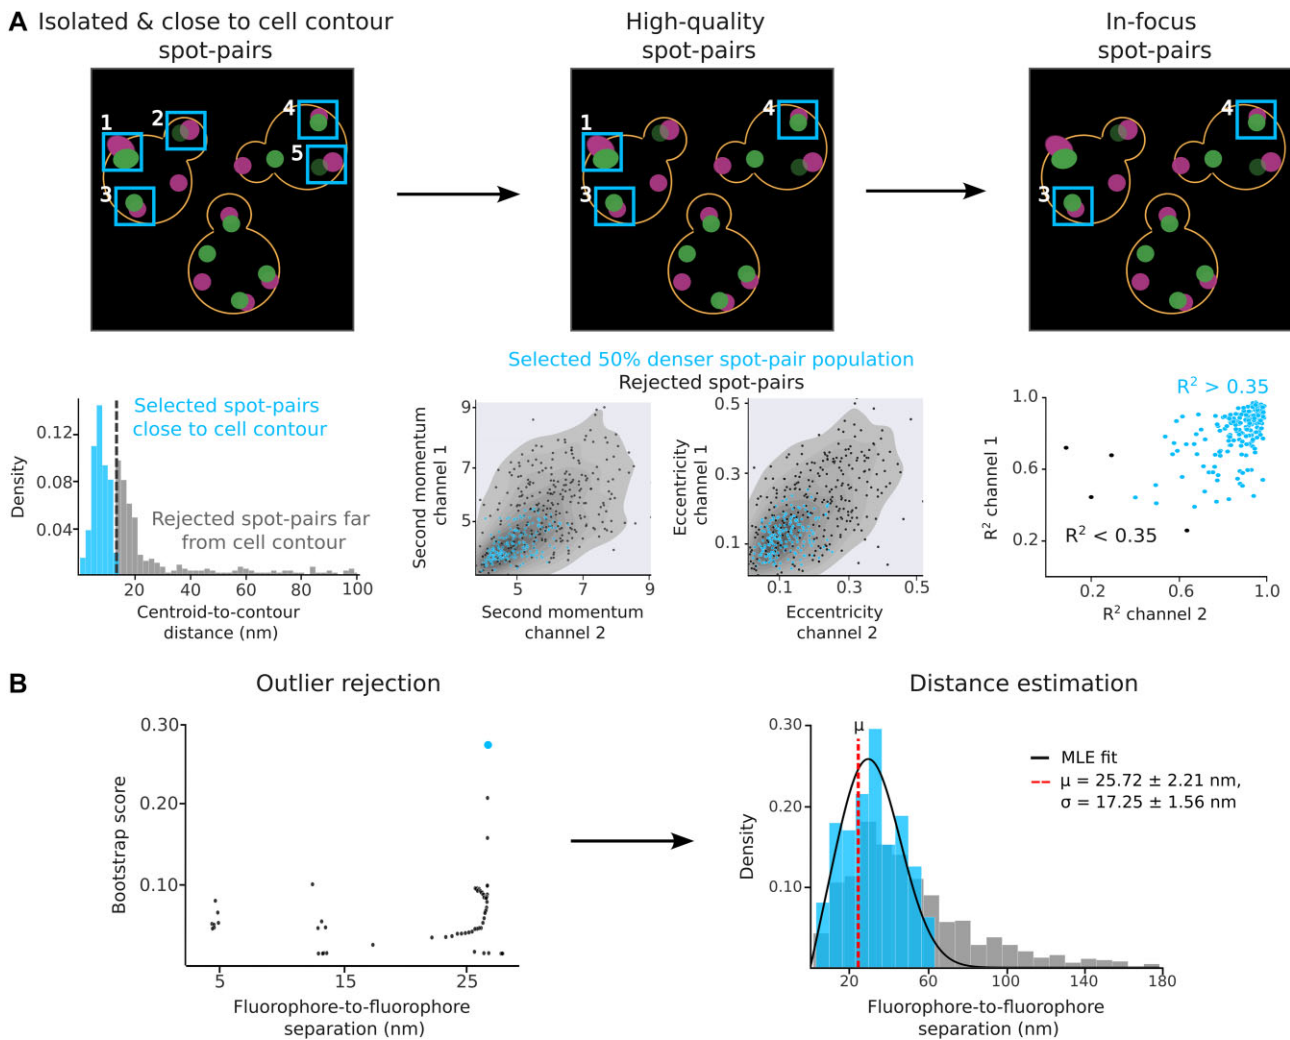 A
Isolated & close to cell contour
spot-pairs
High-quality
spot-pairs
In-focus
spot-pairs
1
2
3
4
5
1
3
4
3
4
Selected spot-pairs
close to cell contour
Rejected spot-pairs far
from cell contour
Density
0.12
0.08
0.04
20
40
60
80
100
Centroid-to-contour
distance (nm)
Selected 50% denser spot-pair population
Rejected spot-pairs
Second momentum
channel 1
9
7
5
5
7
9
Second momentum
channel 2
Eccentricity
channel 1
0.5
0.3
0.1
0.1
0.3
0.5
Eccentricity
channel 2
R² > 0.35
R² < 0.35
R² channel 1
1.0
0.6
0.2
0.2
0.6
1.0
R² channel 2
B
Outlier rejection
Bootstrap score
0.30
0.20
0.10
5
15
25
Fluorophore-to-fluorophore
separation (nm)
Distance estimation
μ
MLE fit
μ = 25.72 ± 2.21 nm,
σ = 17.25 ± 1.56 nm
Density
0.30
0.20
0.10
20
60
100
140
180
Fluorophore-to-fluorophore
separation (nm)